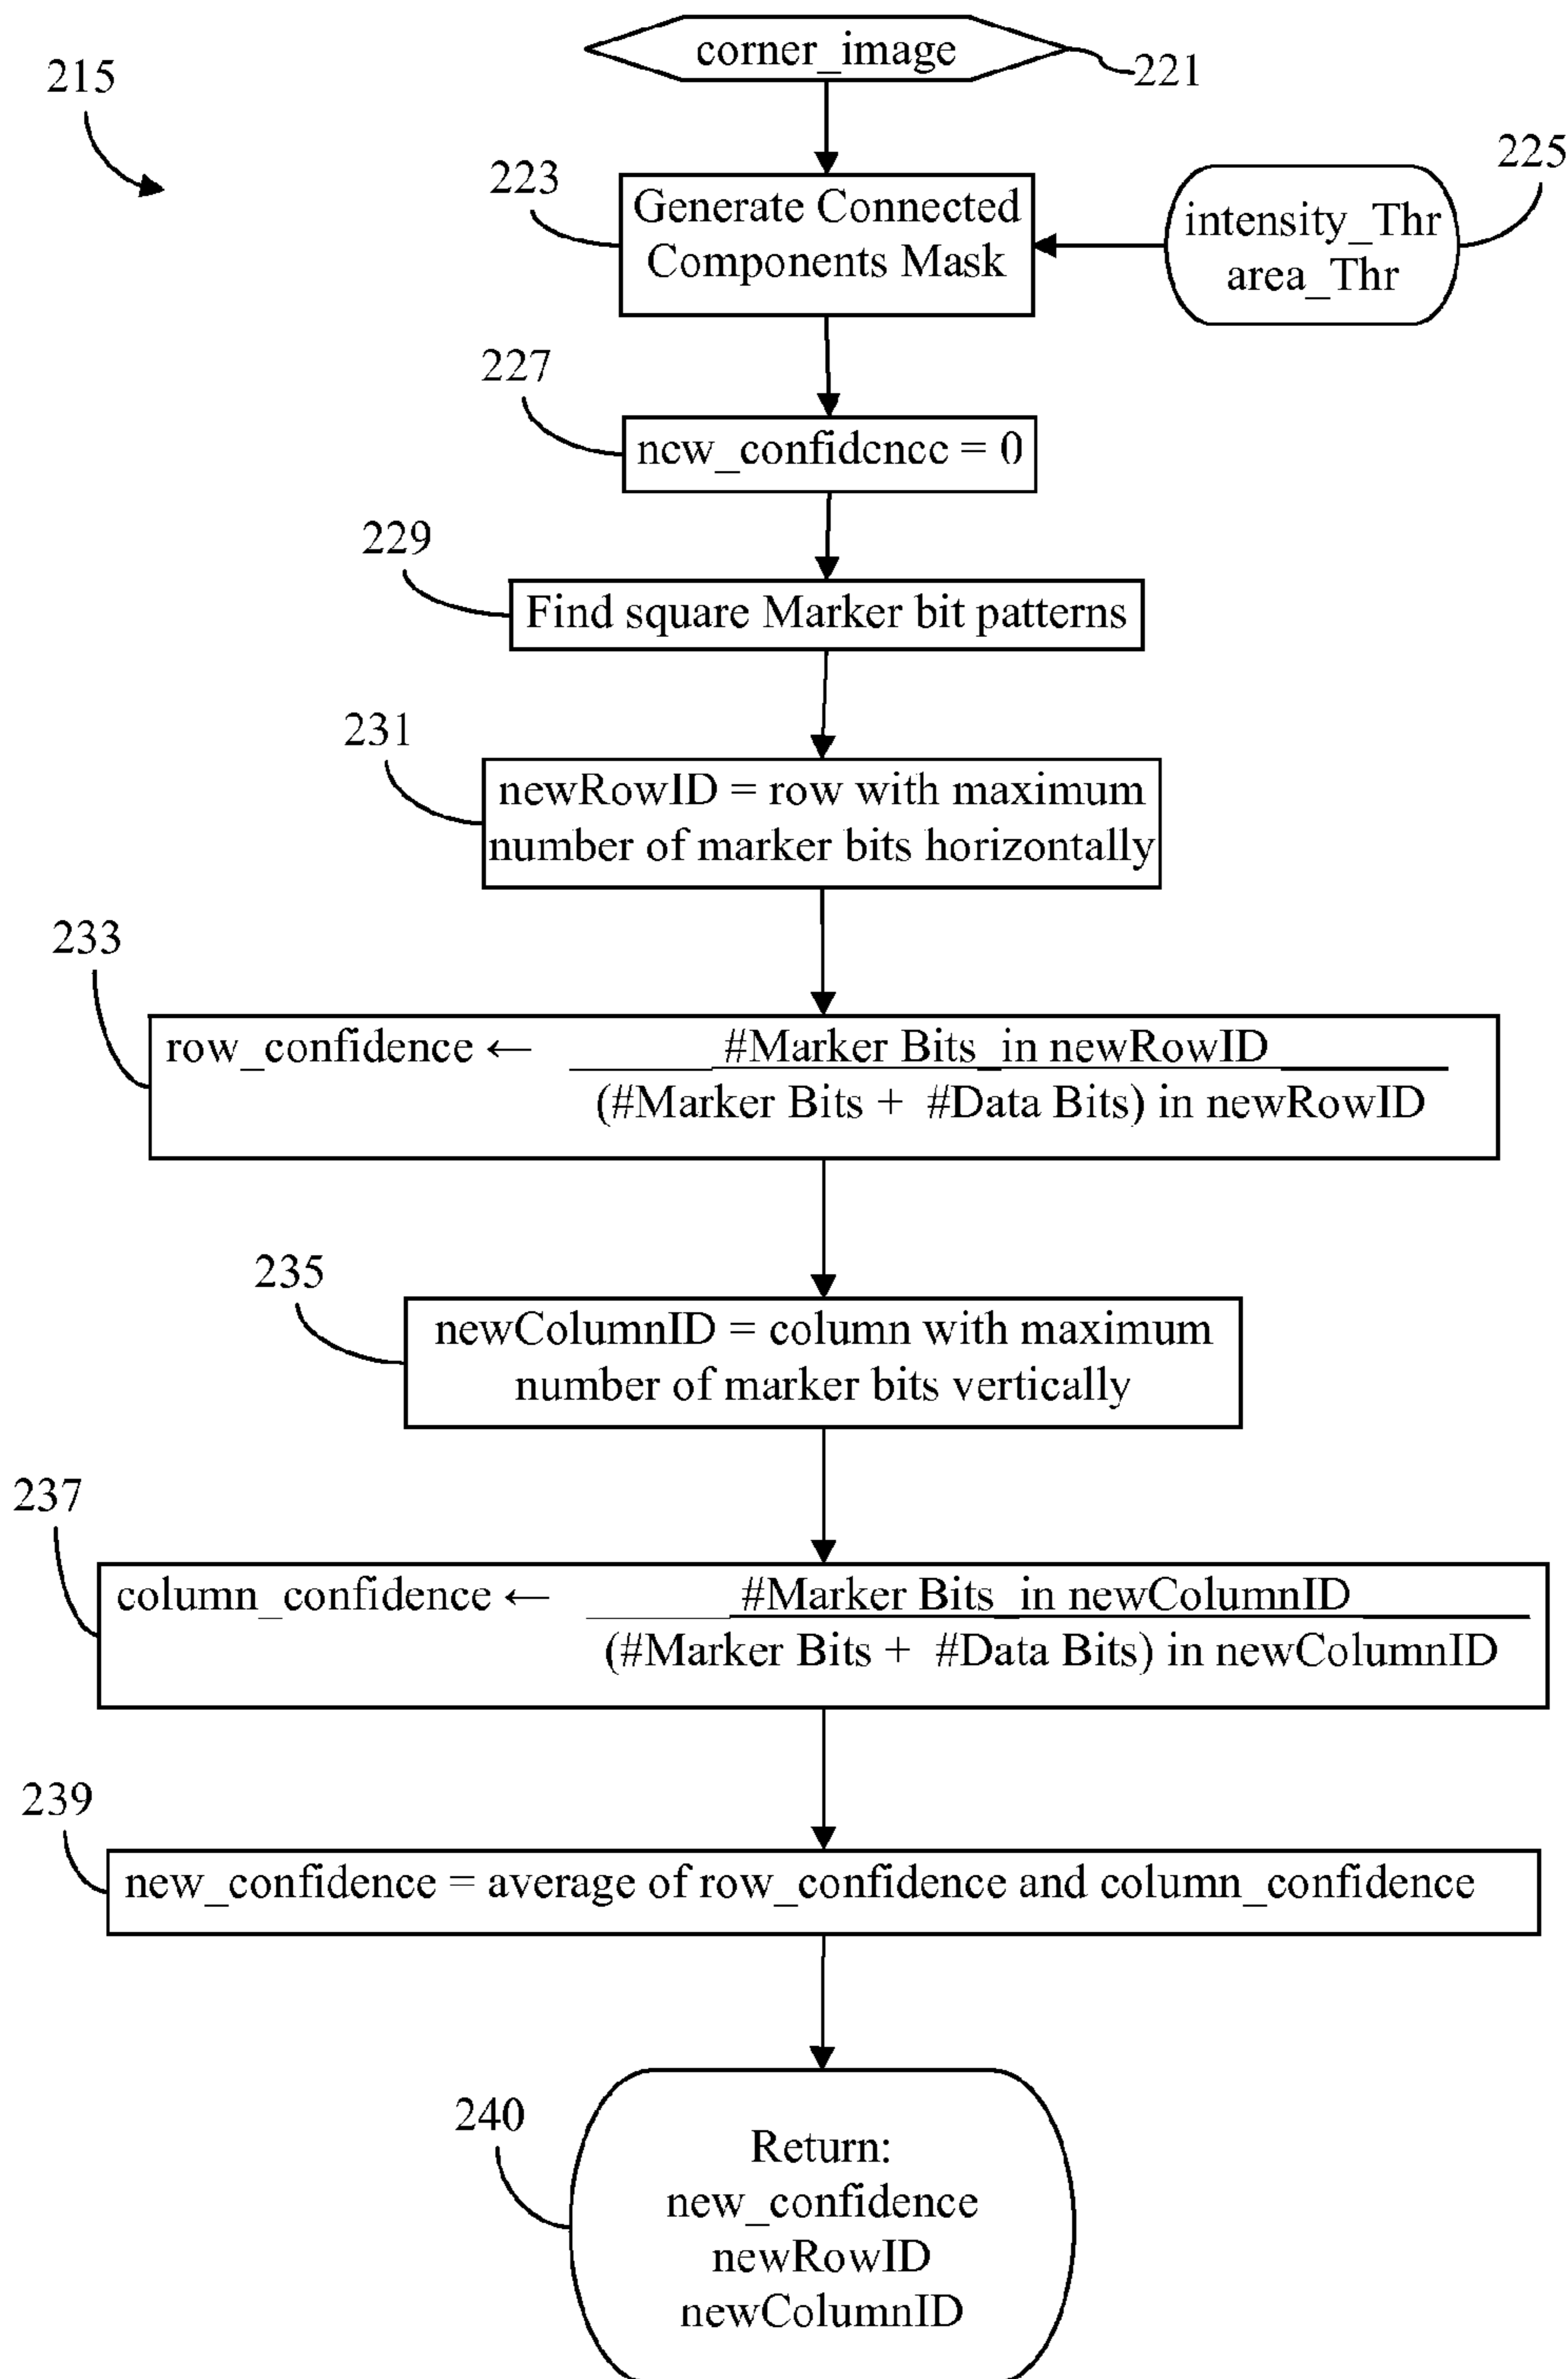 corner_image
221
215
223
Generate Connected
Components Mask
225
intensity_Thr
area_Thr
227
new_confidence = 0
229
Find square Marker bit patterns
231
newRowID = row with maximum
number of marker bits horizontally
233
row_confidence ← #Marker Bits_in newRowID
(#Marker Bits + #Data Bits) in newRowID
235
newColumnID = column with maximum
number of marker bits vertically
237
column_confidence ← #Marker Bits_in newColumnID
(#Marker Bits + #Data Bits) in newColumnID
239
new_confidence = average of row_confidence and column_confidence
240
Return:
new_confidence
newRowID
newColumnID